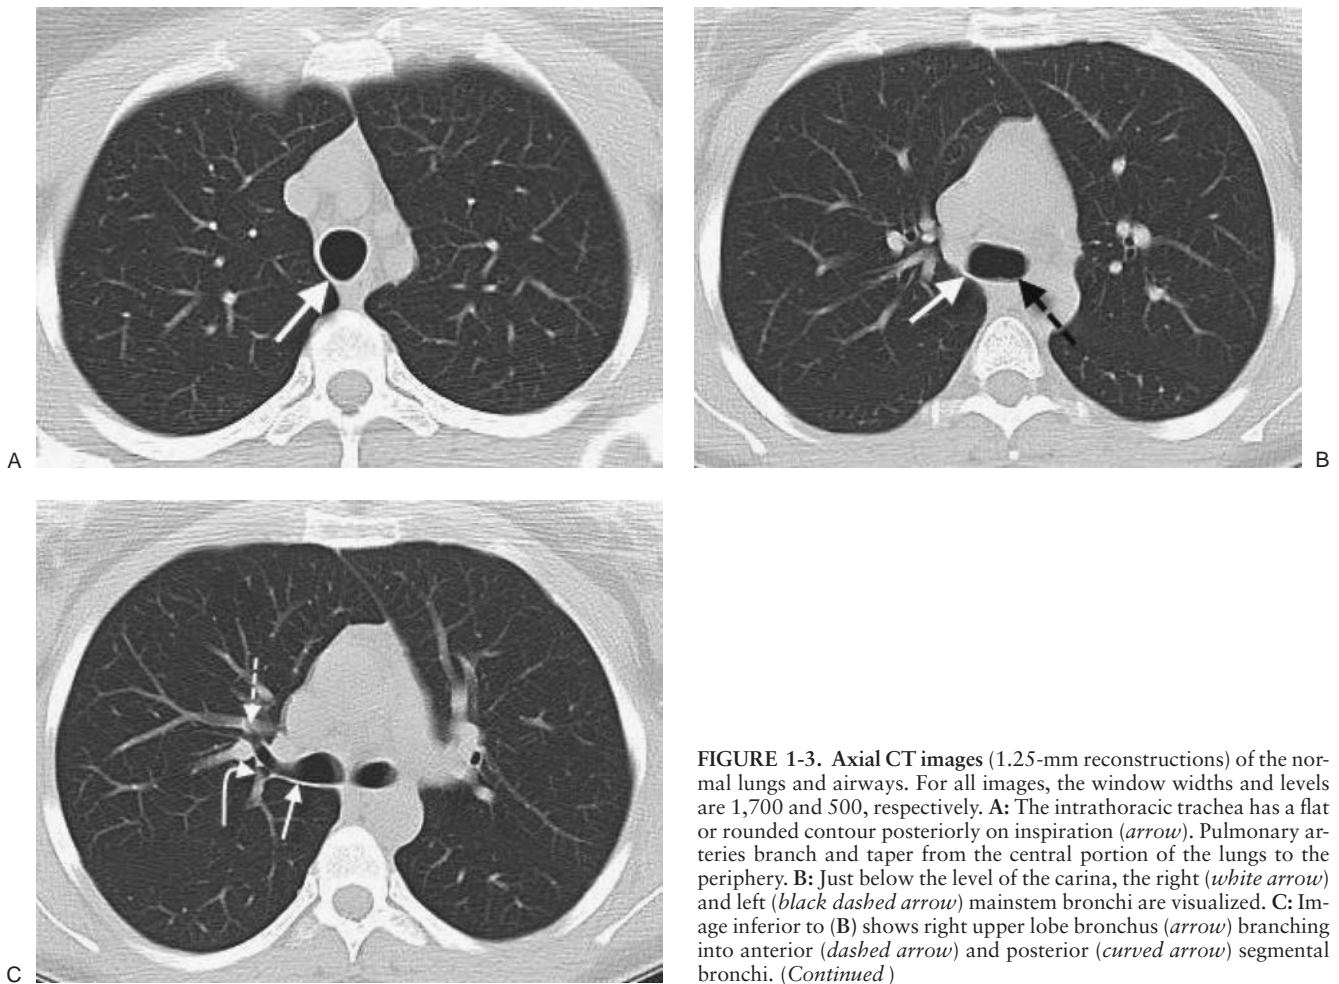 A
B
C
FIGURE 1-3. Axial CT images (1.25-mm reconstructions) of the nor-
mal lungs and airways. For all images, the window widths and levels
are 1,700 and 500, respectively. A: The intrathoracic trachea has a flat
or rounded contour posteriorly on inspiration (arrow). Pulmonary ar-
teries branch and taper from the central portion of the lungs to the
periphery. B: Just below the level of the carina, the right (white arrow)
and left (black dashed arrow) mainstem bronchi are visualized. C: Im-
age inferior to (B) shows right upper lobe bronchus (arrow) branching
into anterior (dashed arrow) and posterior (curved arrow) segmental
bronchi. (Continued)